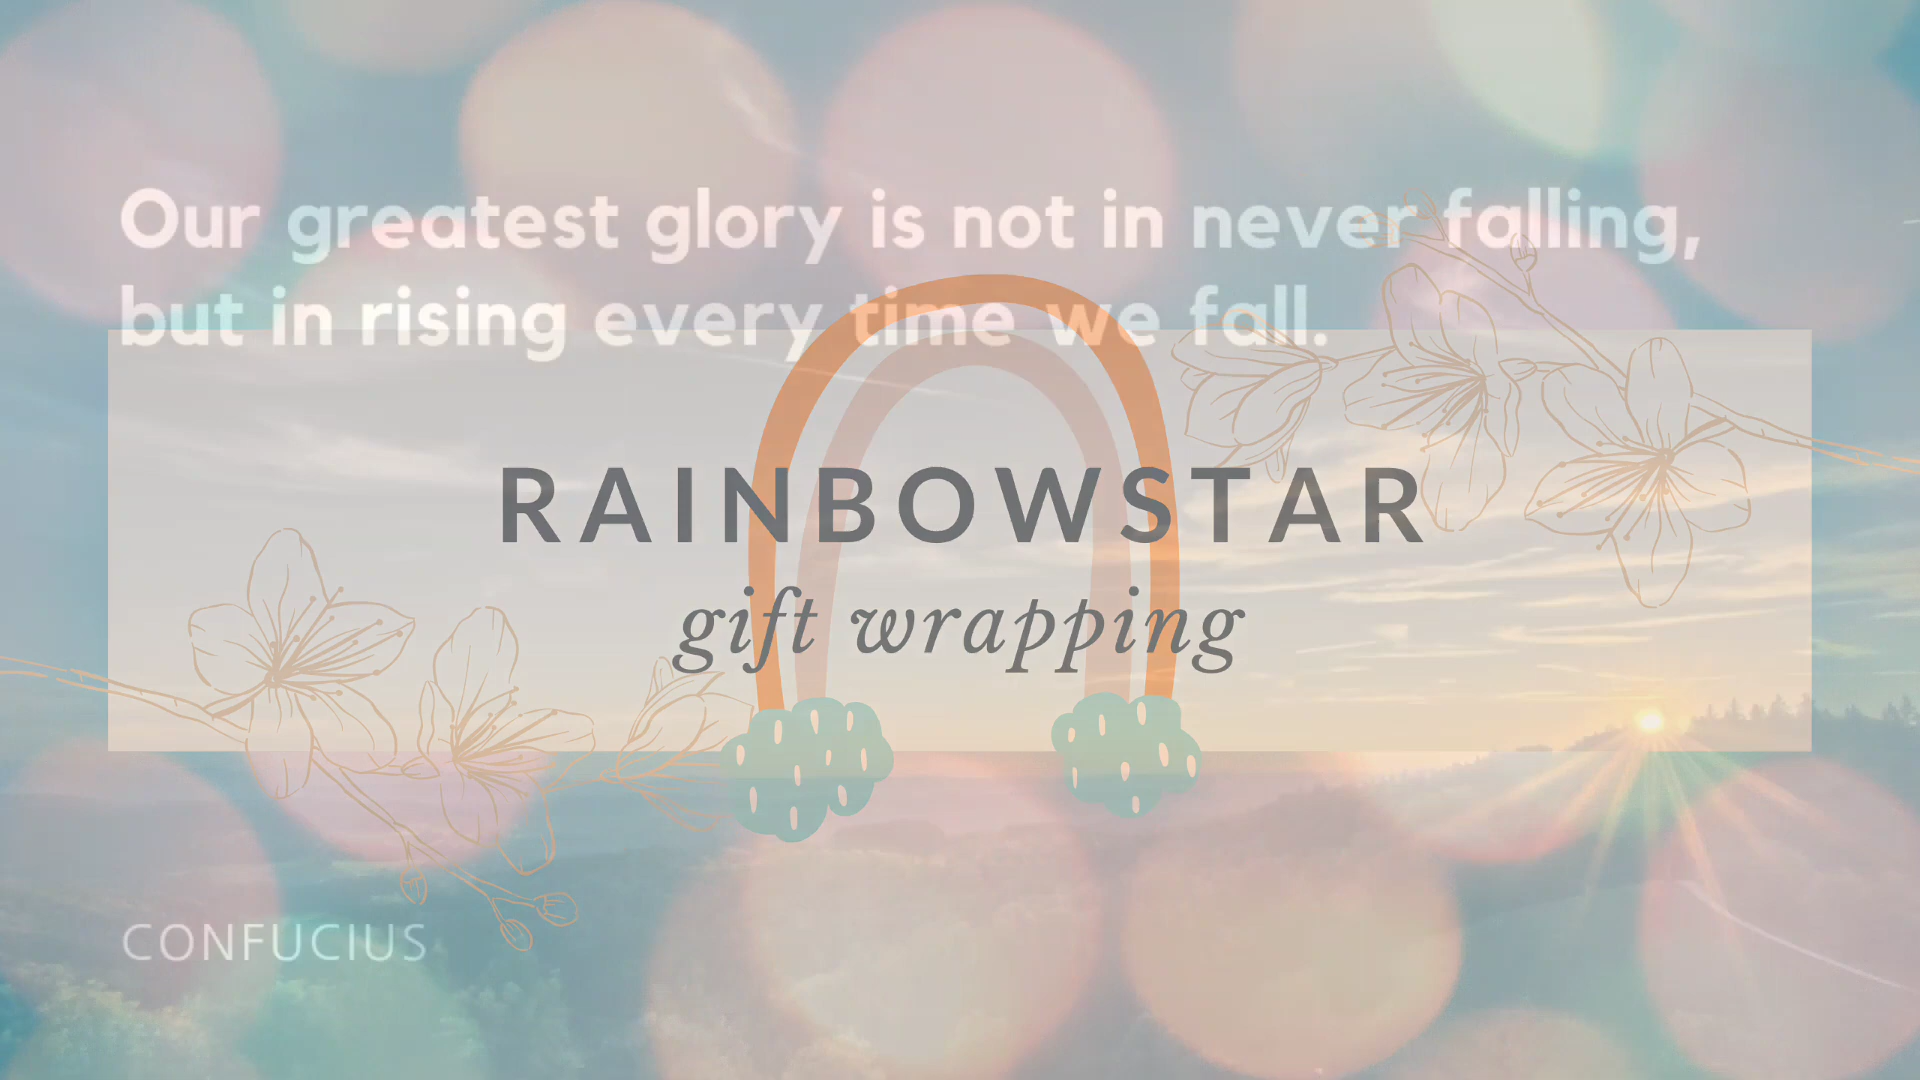 Our greatest glory is not in never falling,
but in rising every time we fall.
RAINBOWSTAR
gift wrapping
CONFUCIUS